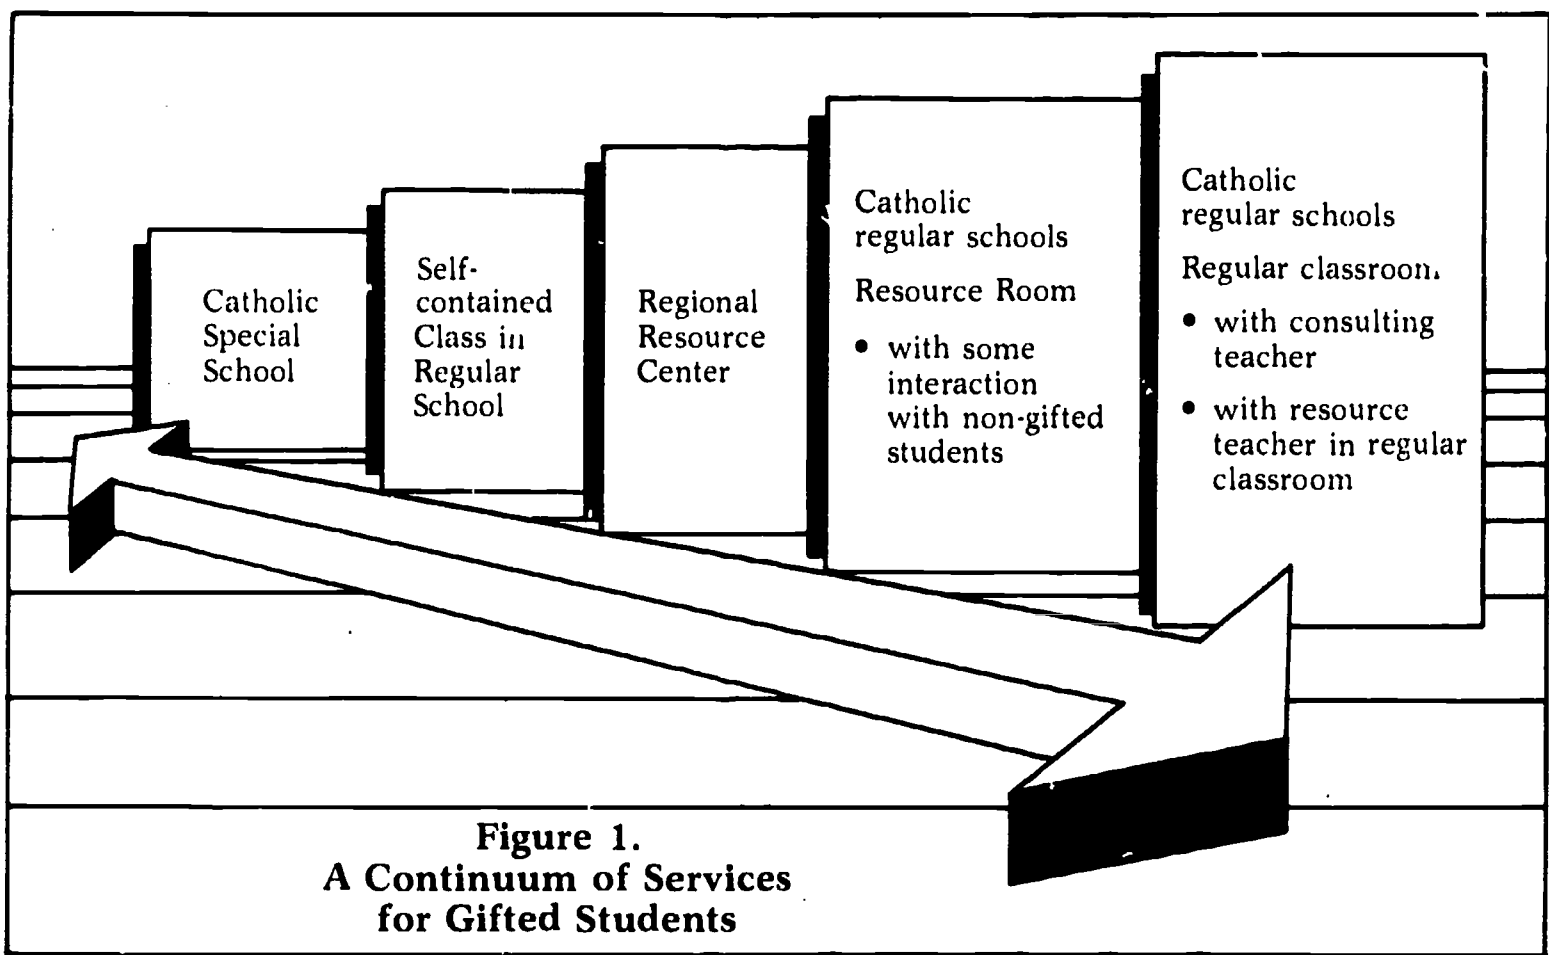 Catholic
Special
School
Self-
contained
Class in
Regular
School
Regional
Resource
Center
Catholic
regular schools
Resource Room
• with some
interaction
with non-gifted
students
Catholic
regular schools
Regular classroom.
• with consulting
teacher
• with resource
teacher in regular
classroom
Figure 1.
A Continuum of Services
for Gifted Students